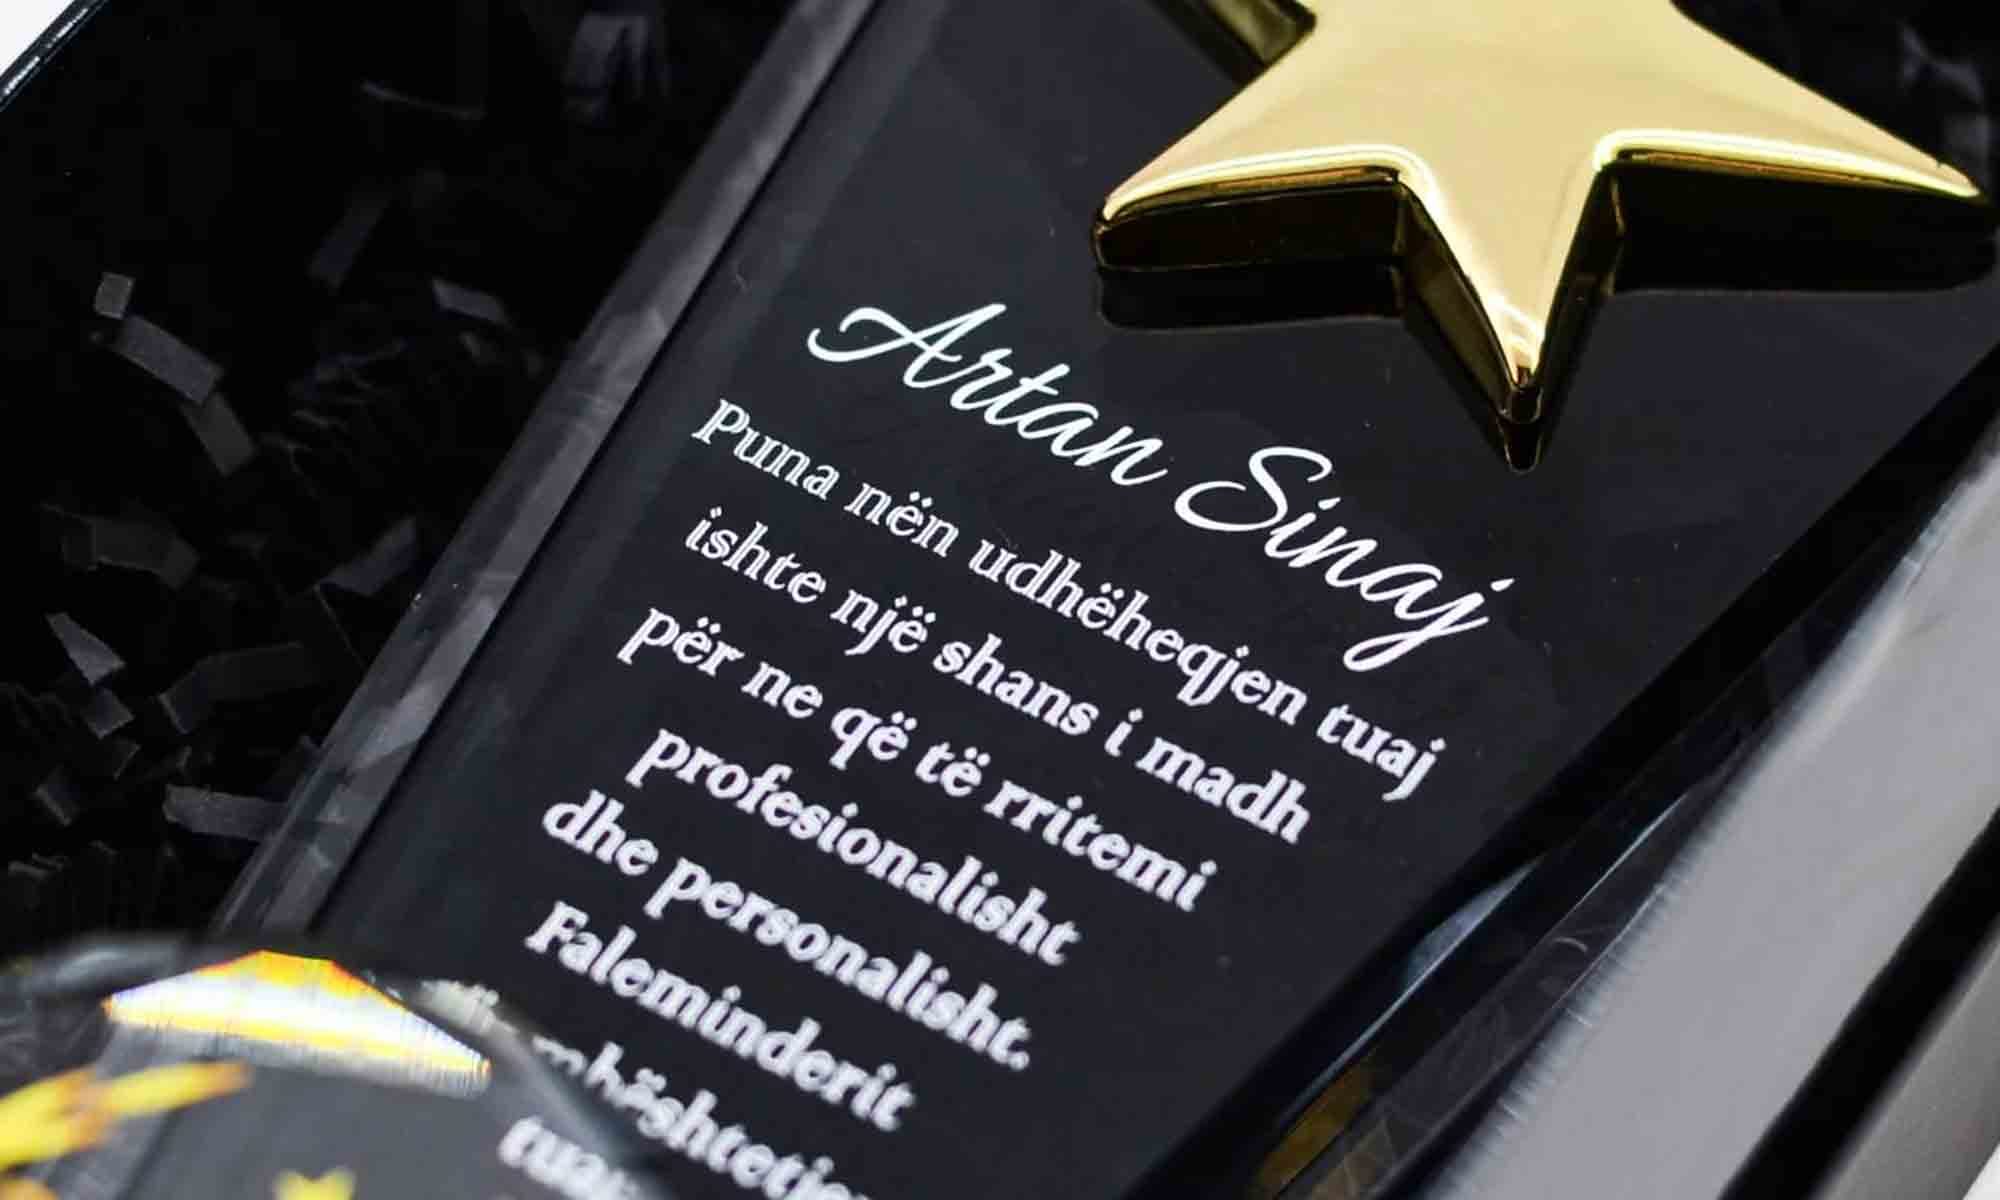 Artan Sinaj
Puna nën udhëheqjen tuaj
ishte një shans i madh
për ne që të rritemi
profesionalisht
dhe personalisht.
Faleminderit